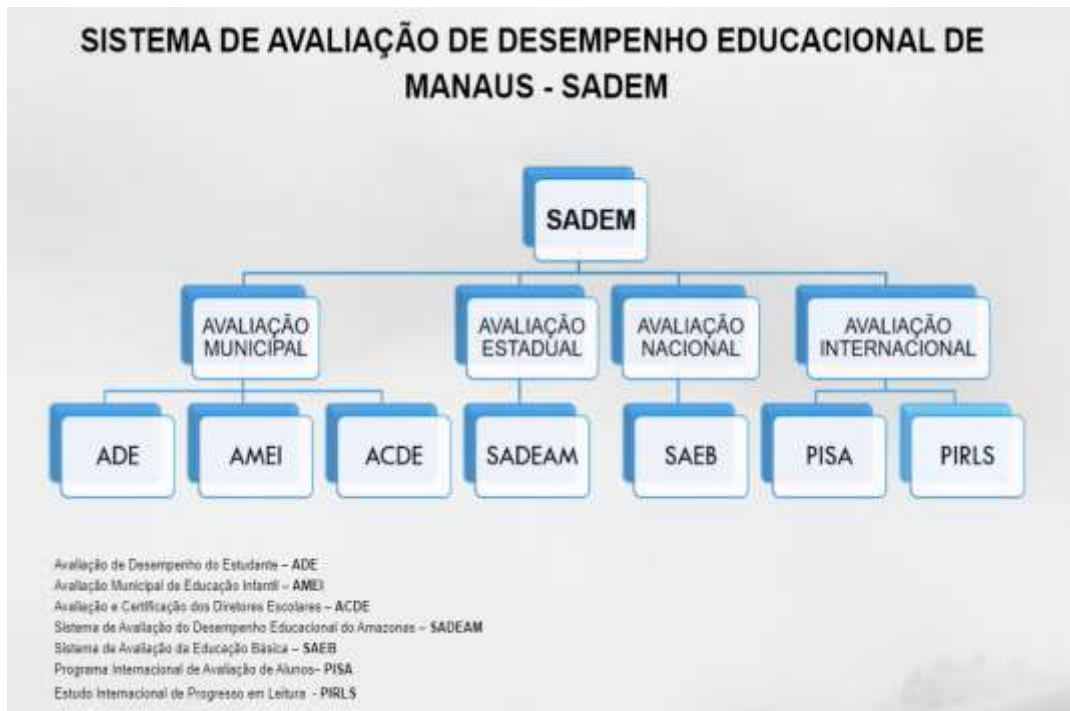 SISTEMA DE AVALIAÇÃO DE DESEMPENHO EDUCACIONAL DE
MANAUS - SADEM
SADEM
AVALIAÇÃO
MUNICIPAL
AVALIAÇÃO
ESTADUAL
AVALIAÇÃO
NACIONAL
AVALIAÇÃO
INTERNACIONAL
ADE
AMEI
ACDE
SADEAM
SAEB
PISA
PIRLS
Avaliação de Desempenho do Estudante – ADE
Avaliação Municipal de Educação Infantil – AMEI
Avaliação e Certificação dos Diretores Escolares – ACDE
Sistema de Avaliação do Desempenho Educacional do Amazonas – SADEAM
Sistema de Avaliação da Educação Básica – SAEB
Programa Internacional de Avaliação de Alunos– PISA
Estudo Internacional de Progresso em Leitura - PIRLS